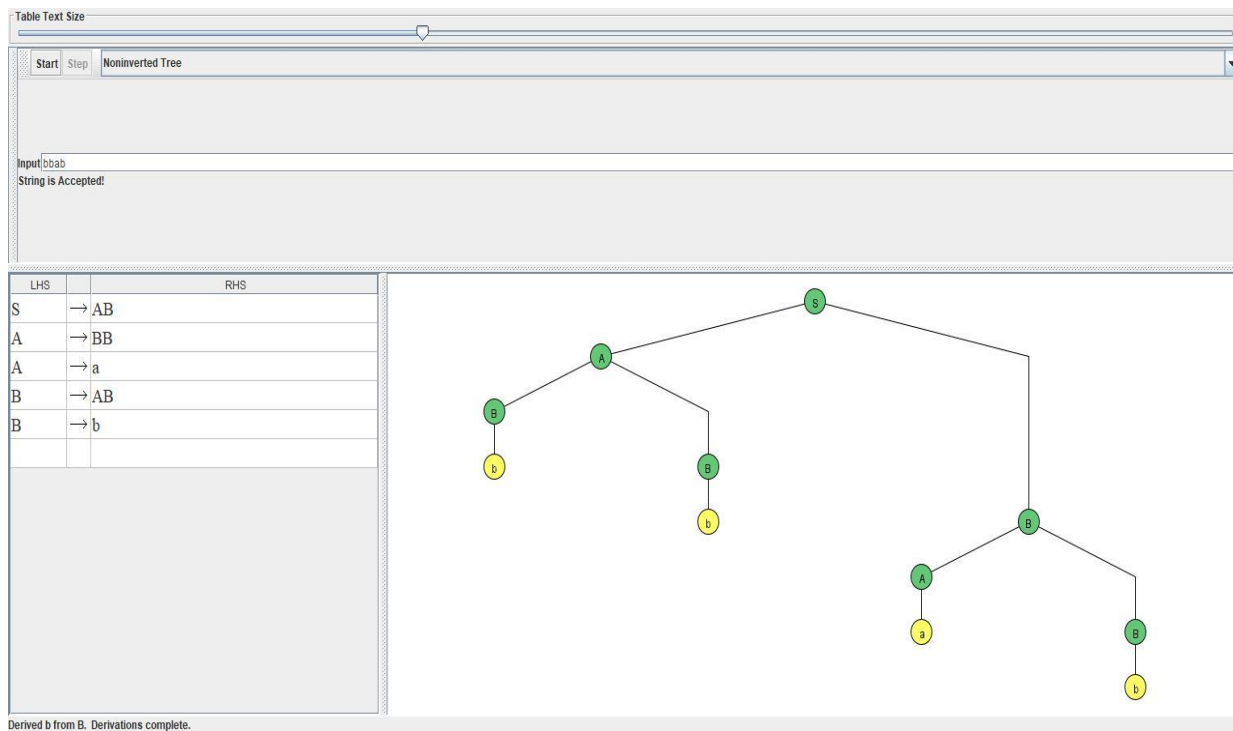 Table Text Size
Start Step Noninverted Tree
Input bbab
String is Accepted!
LHS RHS
S → AB
A → BB
A → a
B → AB
B → b
S
A
B
b
B
b
B
A
a
B
b
Derived b from B. Derivations complete.